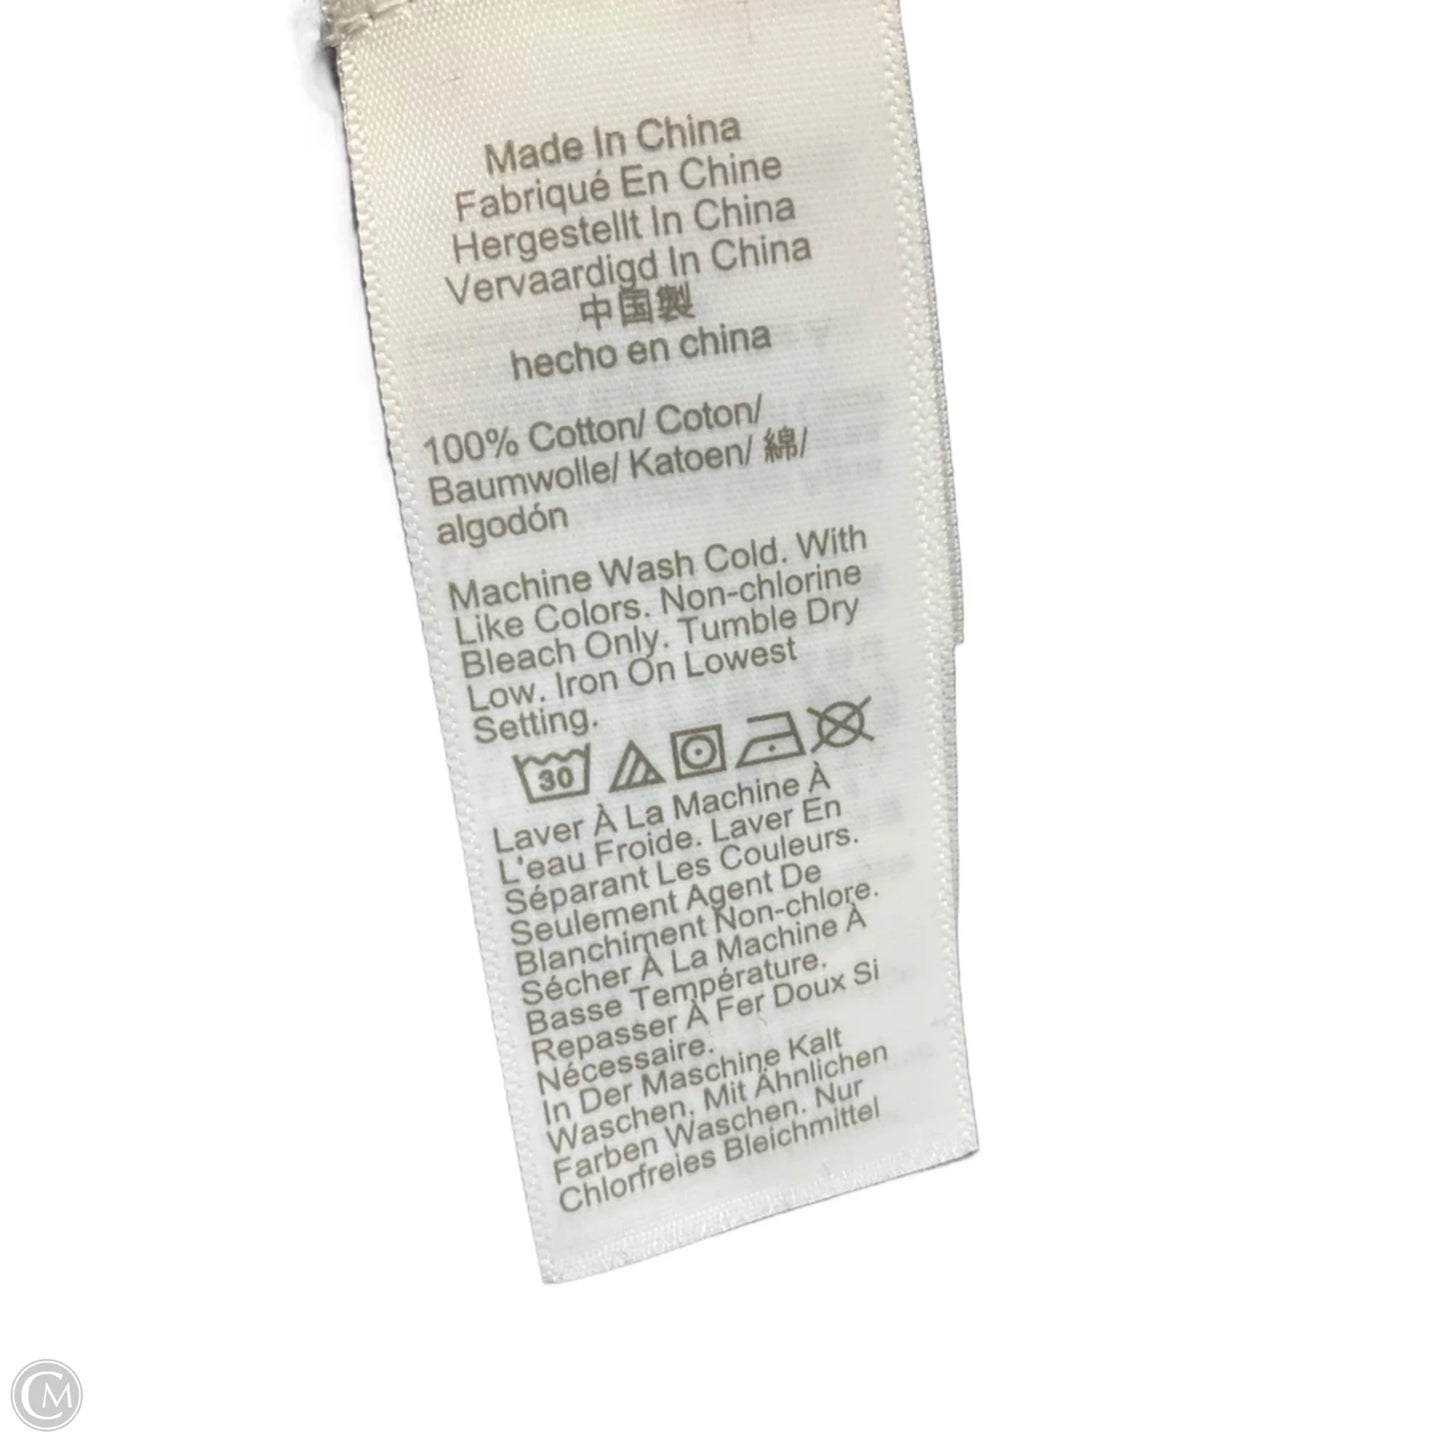 Made In China
Fabriqué En Chine
Hergestellt In China
Vervaardigd In China
中国製
hecho en china
100% Cotton/ Coton/
Baumwolle/ Katoen/ 綿/
algodón
Machine Wash Cold. With
Like Colors. Non-chlorine
Bleach Only. Tumble Dry
Low. Iron On Lowest
Setting.
30
Laver À La Machine À
L'eau Froide. Laver En
Séparant Les Couleurs.
Seulement Agent De
Blanchiment Non-chlore.
Sécher À La Machine À
Basse Température.
Repasser À Fer Doux Si
Nécessaire.
In Der Maschine Kalt
Waschen. Mit Ähnlichen
Farben Waschen. Nur
Chlorfreies Bleichmittel
CM